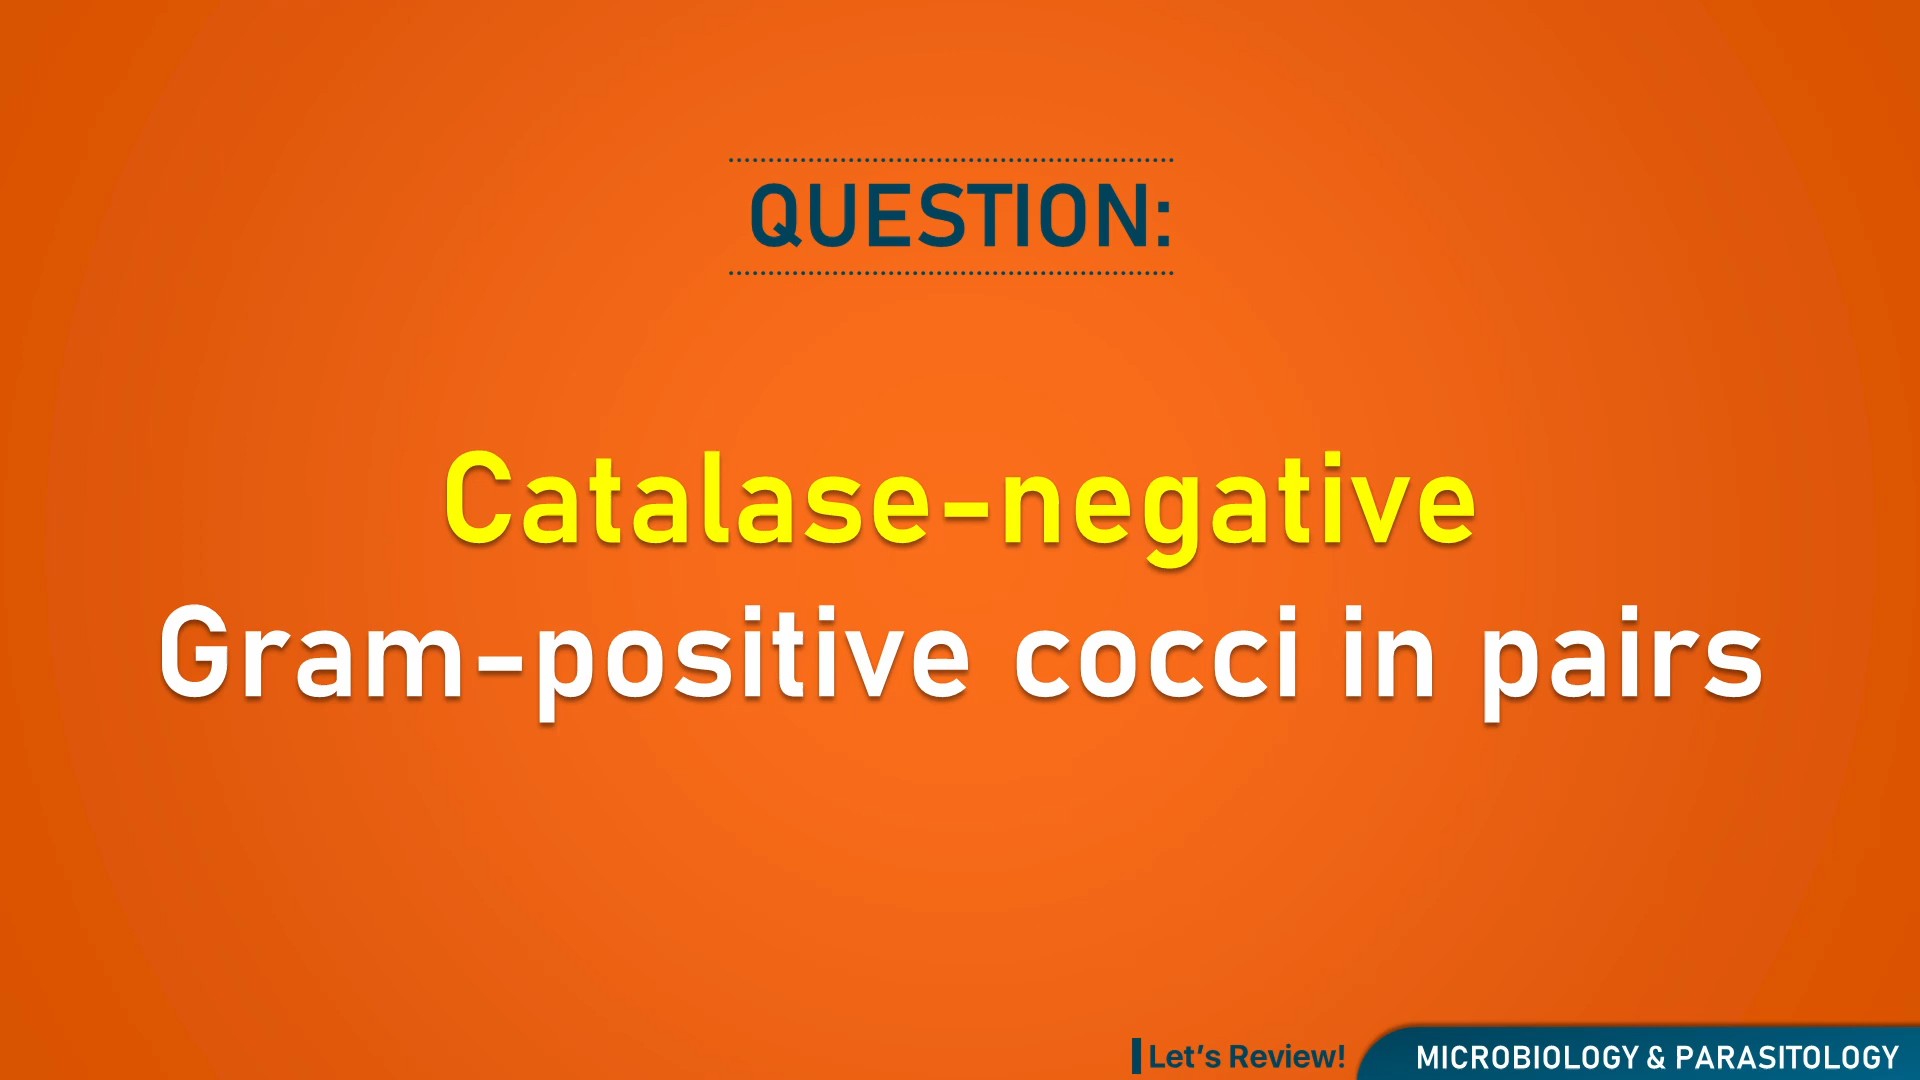 QUESTION:
Catalase-negative
Gram-positive cocci in pairs
Let's Review!
MICROBIOLOGY & PARASITOLOGY